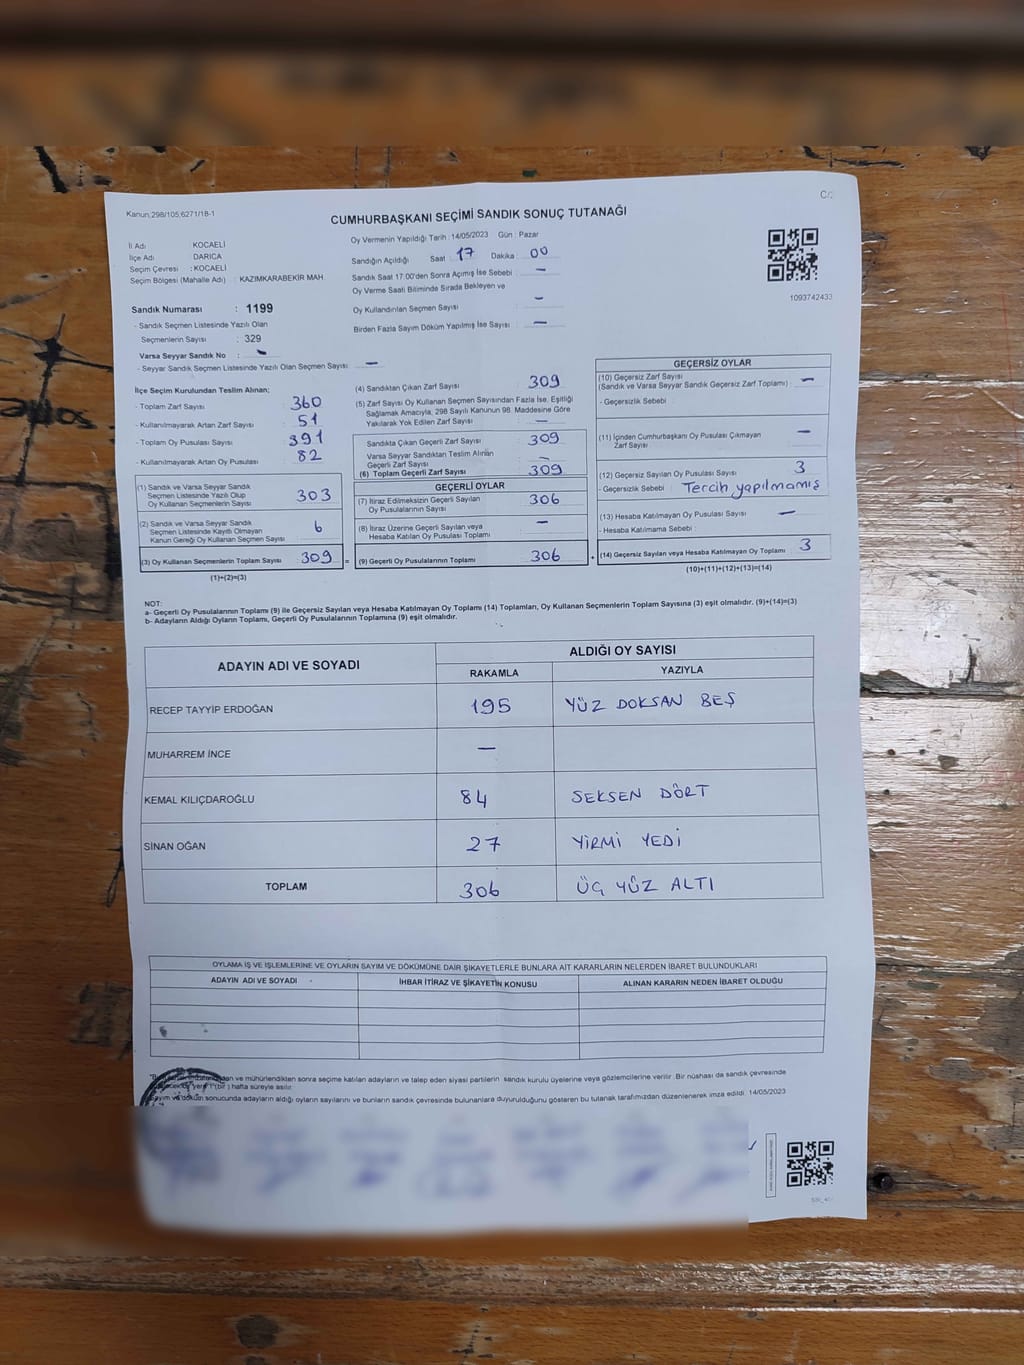 Kanun:298/105;6271/18-1
C/2
CUMHURBAŞKANI SEÇİMİ SANDIK SONUÇ TUTANAĞI
İl Adı KOCAELİ
İlçe Adı DARICA
Seçim Çevresi : KOCAELİ
Seçim Bölgesi (Mahalle Adı) : KAZIMKARABEKİR MAH.
Sandık Numarası : 1199
- Sandık Seçmen Listesinde Yazılı Olan
Seçmenlerin Sayısı : 329
Varsa Seyyar Sandık No : -
- Seyyar Sandık Seçmen Listesinde Yazılı Olan Seçmen Sayısı: -
Oy Vermenin Yapıldığı Tarih : 14/05/2023 Gün : Pazar
Sandığın Açıldığı Saat : 17 Dakika : 00
Sandık Saat 17:00'den Sonra Açımış İse Sebebi : -
Oy Verme Saati Bitiminde Sırada Bekleyen ve
Oy Kullandırılan Seçmen Sayısı : -
Birden Fazla Sayım Döküm Yapılmış İse Sayısı : -
1093742433
İlçe Seçim Kurulundan Teslim Alınan;
- Toplam Zarf Sayısı : 360
- Kullanılmayarak Artan Zarf Sayısı : 51
- Toplam Oy Pusulası Sayısı : 391
- Kullanılmayarak Artan Oy Pusulası : 82
(1) Sandık ve Varsa Seyyar Sandık
Seçmen Listesinde Yazılı Olup
Oy Kullanan Seçmenlerin Sayısı : 303
(2) Sandık ve Varsa Seyyar Sandık
Seçmen Listesinde Kayıtlı Olmayan
Kanun Gereği Oy Kullanan Seçmen Sayısı : 6
(3) Oy Kullanan Seçmenlerin Toplam Sayısı : 309 =
(1)+(2)=(3)
(4) Sandıktan Çıkan Zarf Sayısı : 309
(5) Zarf Sayısı Oy Kullanan Seçmen Sayısından Fazla İse, Eşitliği
Sağlamak Amacıyla; 298 Sayılı Kanunun 98. Maddesine Göre
Yakılarak Yok Edilen Zarf Sayısı : -
Sandıkta Çıkan Geçerli Zarf Sayısı : 309
Varsa Seyyar Sandıktan Teslim Alınan
Geçerli Zarf Sayısı : -
(6) Toplam Geçerli Zarf Sayısı : 309
GEÇERLİ OYLAR
(7) İtiraz Edilmeksizin Geçerli Sayılan
Oy Pusulalarının Sayısı : 306
(8) İtiraz Üzerine Geçerli Sayılan veya
Hesaba Katılan Oy Pusulası Toplamı : -
(9) Geçerli Oy Pusulalarının Toplamı : 306 +
GEÇERSİZ OYLAR
(10) Geçersiz Zarf Sayısı
(Sandık ve Varsa Seyyar Sandık Geçersiz Zarf Toplamı) : -
- Geçersizlik Sebebi :
(11) İçinden Cumhurbaşkanı Oy Pusulası Çıkmayan
Zarf Sayısı : -
(12) Geçersiz Sayılan Oy Pusulası Sayısı : 3
- Geçersizlik Sebebi : Tercih yapılmamış
(13) Hesaba Katılmayan Oy Pusulası Sayısı : -
- Hesaba Katılmama Sebebi :
(14) Geçersiz Sayılan veya Hesaba Katılmayan Oy Toplamı : 3
(10)+(11)+(12)+(13)=(14)
NOT:
a- Geçerli Oy Pusulalarının Toplamı (9) ile Geçersiz Sayılan veya Hesaba Katılmayan Oy Toplamı (14) Toplamları, Oy Kullanan Seçmenlerin Toplam Sayısına (3) eşit olmalıdır. (9)+(14)=(3)
b- Adayların Aldığı Oyların Toplamı, Geçerli Oy Pusulalarının Toplamına (9) eşit olmalıdır.
ADAYIN ADI VE SOYADI ALDIĞI OY SAYISI
RAKAMLA YAZIYLA
RECEP TAYYİP ERDOĞAN 195 YÜZ DOKSAN BEŞ
MUHARREM İNCE -
KEMAL KILIÇDAROĞLU 84 SEKSEN DÖRT
SİNAN OĞAN 27 YİRMİ YEDİ
TOPLAM 306 ÜÇ YÜZ ALTI
OYLAMA İŞ VE İŞLEMLERİNE VE OYLARIN SAYIM VE DÖKÜMÜNE DAİR ŞİKAYETLERLE BUNLARA AİT KARARLARIN NELERDEN İBARET BULUNDUKLARI
ADAYIN ADI VE SOYADI İHBAR İTİRAZ VE ŞİKAYETİN KONUSU ALINAN KARARIN NEDEN İBARET OLDUĞU
ve mühürlendikten sonra seçime katılan adayların ve talep eden siyasi partilerin sandık kurulu üyelerine veya gözlemcilerine verilir. Bir nüshası da sandık çevresinde
yere 1 (bir) hafta süreyle asılır.
Sayım ve döküm sonucunda adayların aldığı oyların sayılarını ve bunların sandık çevresinde bulunanlara duyurulduğunu gösteren bu tutanak tarafımızdan düzenlenerek imza edildi. 14/05/2023